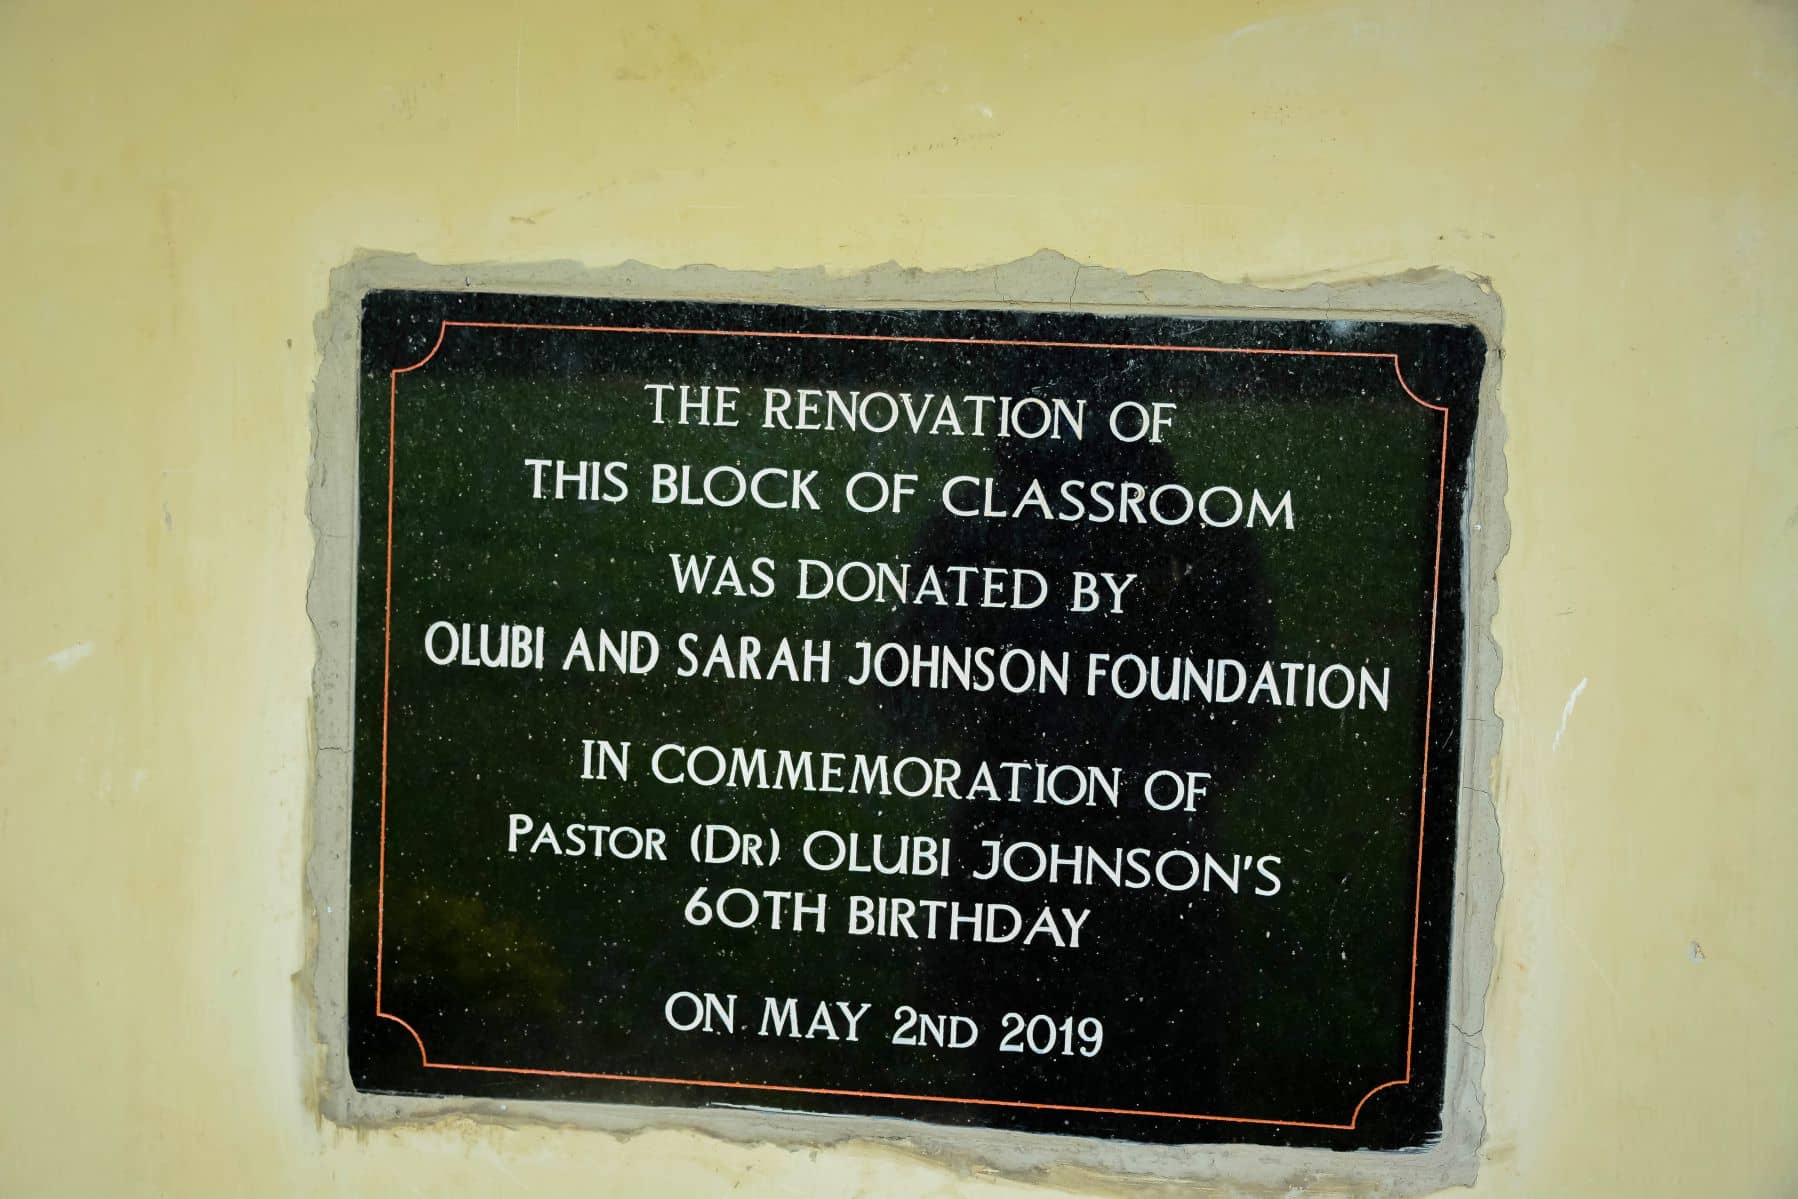 THE RENOVATION OF
THIS BLOCK OF CLASSROOM
WAS DONATED BY
OLUBI AND SARAH JOHNSON FOUNDATION
IN COMMEMORATION OF
PASTOR (DR) OLUBI JOHNSON'S
60TH BIRTHDAY
ON MAY 2ND 2019